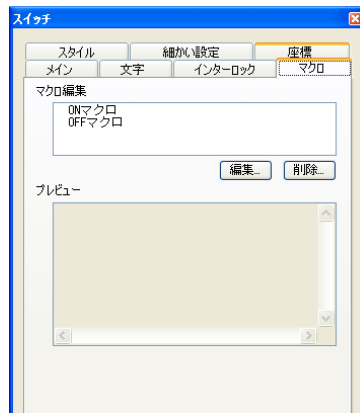 スイッチ
スタイル 細かい設定 座標
メイン 文字 インターロック マクロ
マクロ編集
ONマクロ
OFFマクロ
編集... 削除...
プレビュー